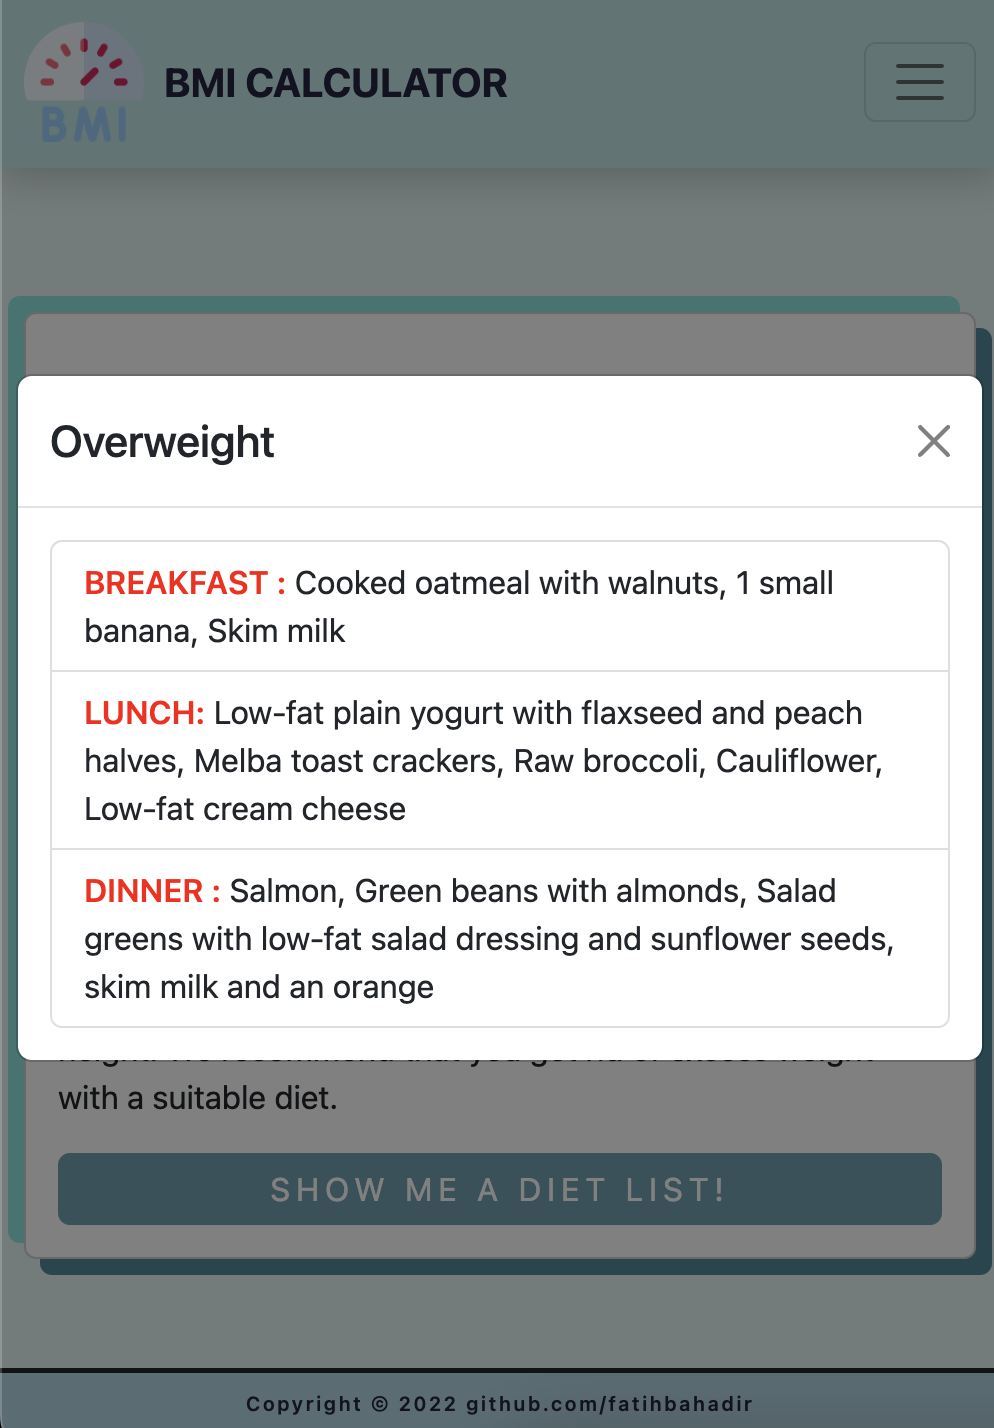 BMI
BMI CALCULATOR
Overweight
BREAKFAST : Cooked oatmeal with walnuts, 1 small
banana, Skim milk
LUNCH: Low-fat plain yogurt with flaxseed and peach
halves, Melba toast crackers, Raw broccoli, Cauliflower,
Low-fat cream cheese
DINNER : Salmon, Green beans with almonds, Salad
greens with low-fat salad dressing and sunflower seeds,
skim milk and an orange
with a suitable diet.
SHOW ME A DIET LIST!
Copyright © 2022 github.com/fatihbahadir